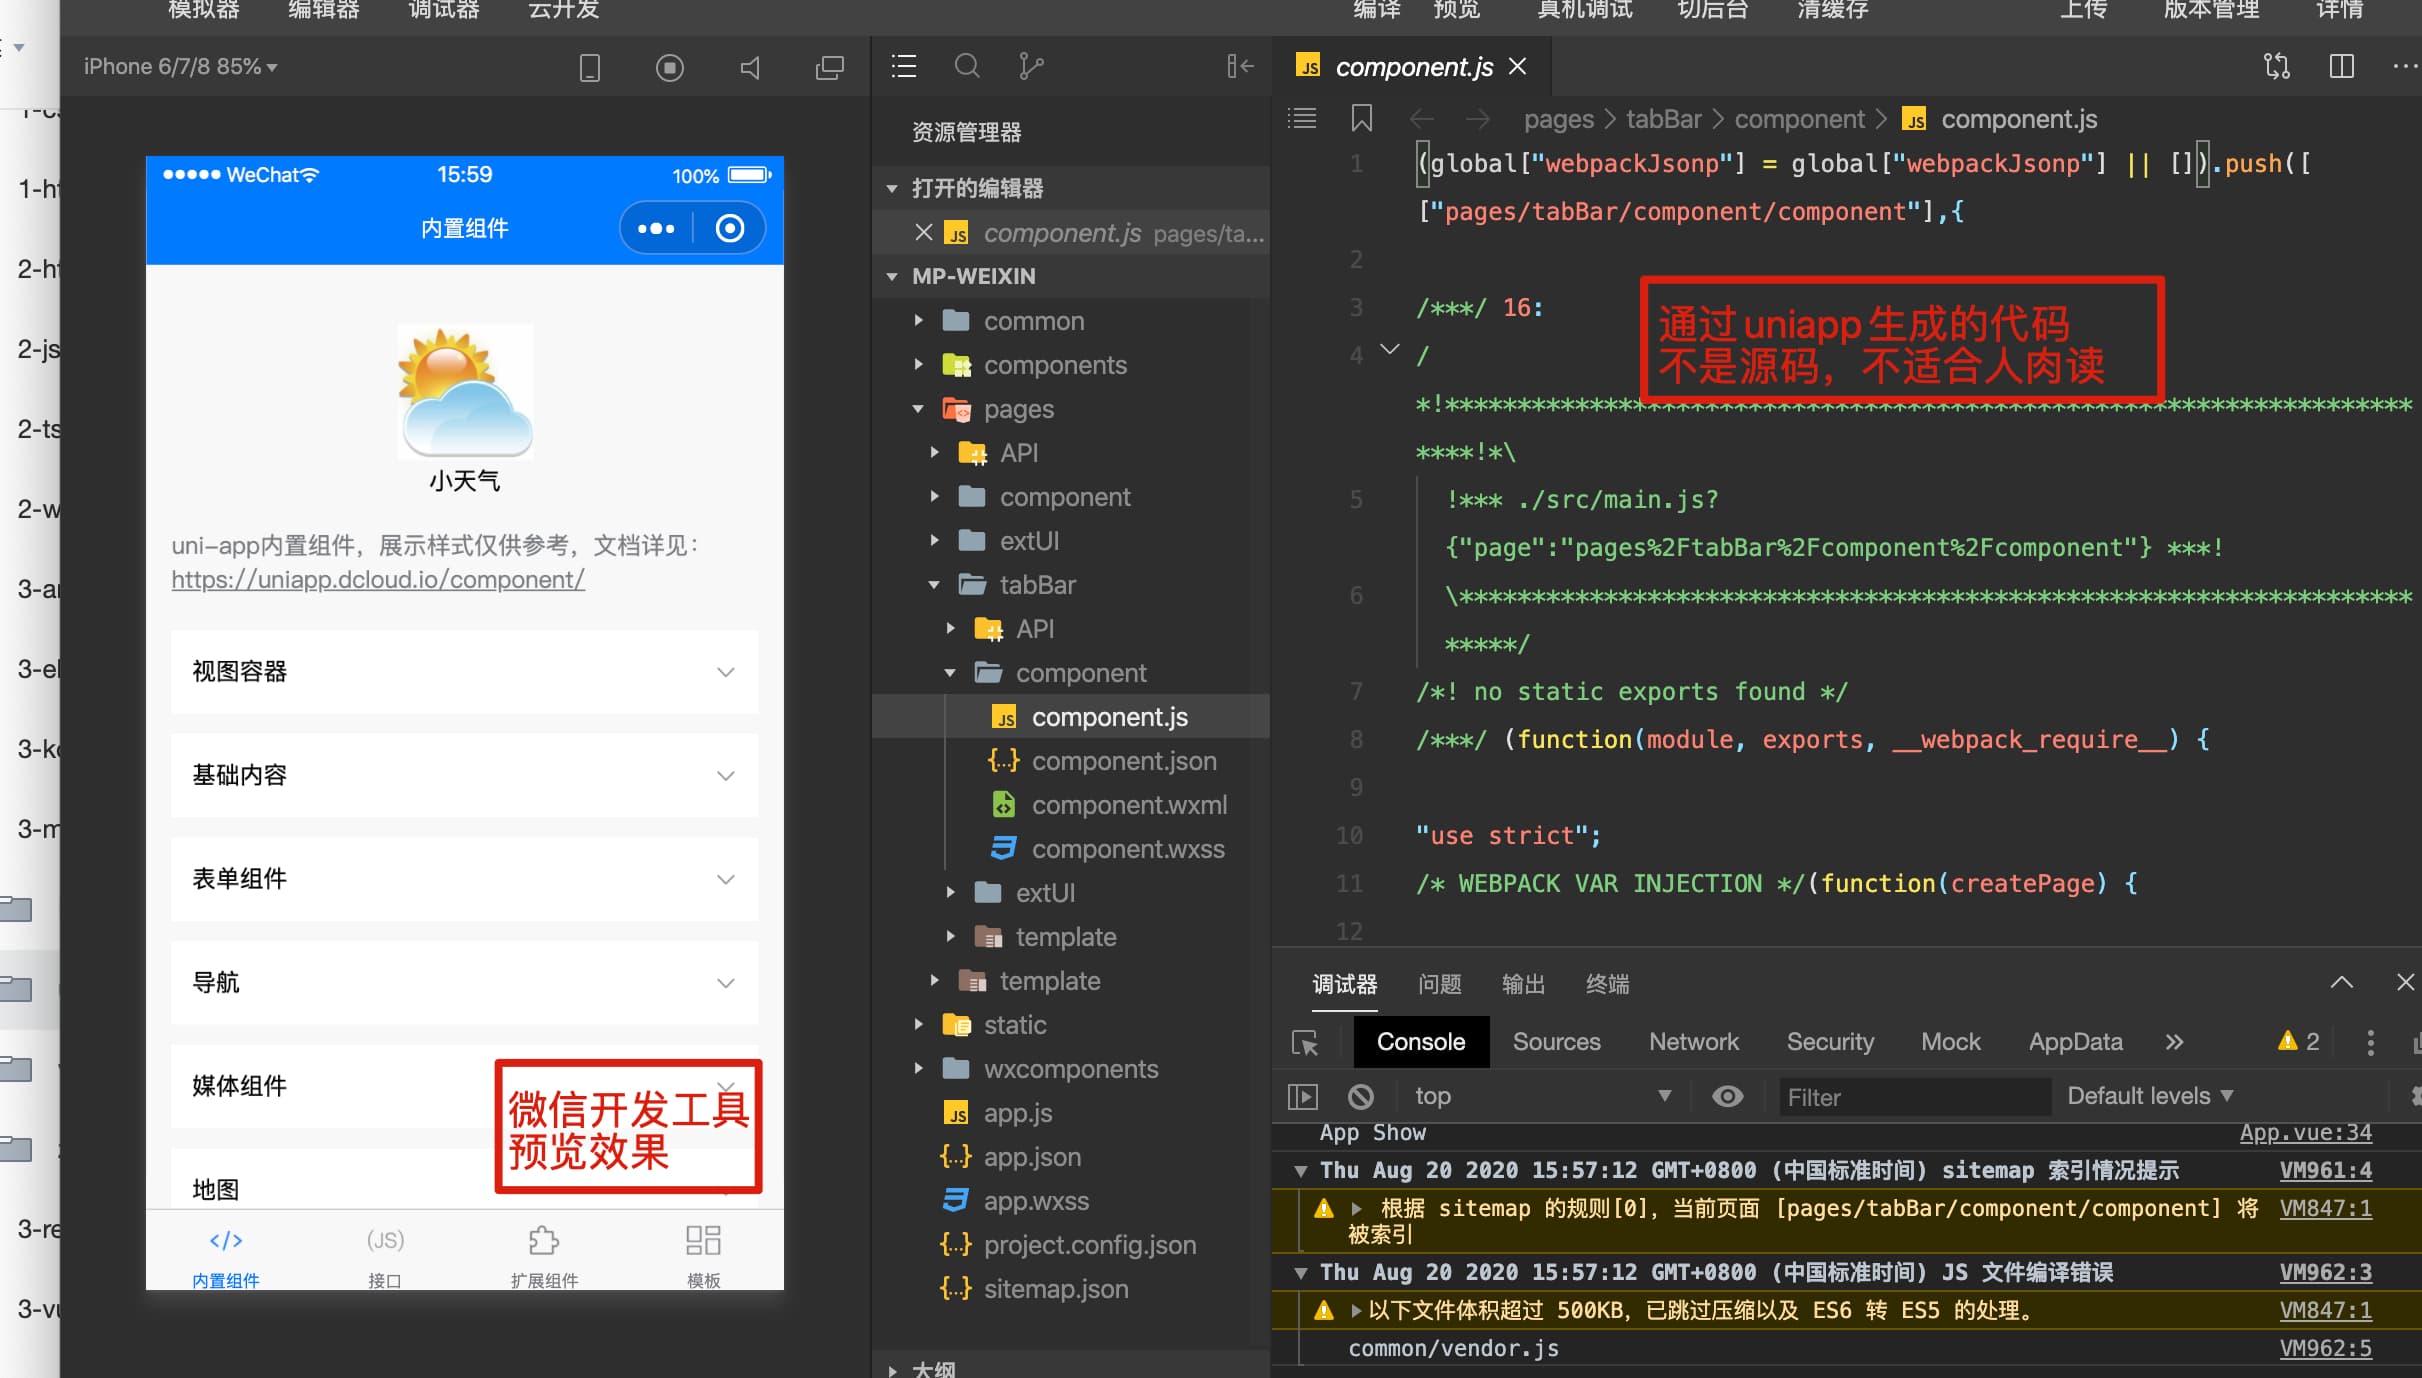 模拟器 编辑器 调试器 云开发 编译 预览 真机调试 切后台 清缓存 上传 版本管理 详情
iPhone 6/7/8 85%
1-ht
2-ht
2-js
2-ts
2-w
3-ar
3-el
3-m
3-re
3-vu
WeChat 15:59 100%
内置组件
小天气
uni-app内置组件，展示样式仅供参考，文档详见：
https://uniapp.dcloud.io/component/
视图容器
基础内容
表单组件
导航
媒体组件
地图
微信开发工具
预览效果
</> (JS)
内置组件 接口 扩展组件 模板
资源管理器
打开的编辑器
JS component.js pages/ta...
MP-WEIXIN
common
components
pages
API
component
extUI
tabBar
API
component
JS component.js
{..} component.json
component.wxml
component.wxss
extUI
template
template
static
wxcomponents
JS app.js
{..} app.json
app.wxss
{..} project.config.json
{..} sitemap.json
大纲
JS component.js
pages > tabBar > component > JS component.js
1 (global["webpackJsonp"] = global["webpackJsonp"] || []).push([
["pages/tabBar/component/component"],{
2
3 /***/ 16:
4 /
通过uniapp生成的代码
不是源码，不适合人肉读
*!*******************************************************************
****!*\
5 !*** ./src/main.js?
{"page":"pages%2FtabBar%2Fcomponent%2Fcomponent"} ***!
6 \******************************************************************
*****/
7 /*! no static exports found */
8 /***/ (function(module, exports, __webpack_require__) {
9
10 "use strict";
11 /* WEBPACK VAR INJECTION */(function(createPage) {
12
调试器 问题 输出 终端
Console Sources Network Security Mock AppData 2
top Filter Default levels
App Show App.vue:34
Thu Aug 20 2020 15:57:12 GMT+0800 (中国标准时间) sitemap 索引情况提示 VM961:4
根据 sitemap 的规则[0]，当前页面 [pages/tabBar/component/component] 将 VM847:1
被索引
Thu Aug 20 2020 15:57:12 GMT+0800 (中国标准时间) JS 文件编译错误 VM962:3
以下文件体积超过 500KB，已跳过压缩以及 ES6 转 ES5 的处理。 VM847:1
common/vendor.js VM962:5